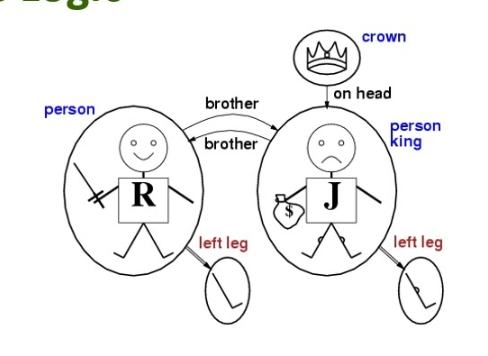 crown
on head
person
brother
person
king
brother
R
J
$
left leg
left leg